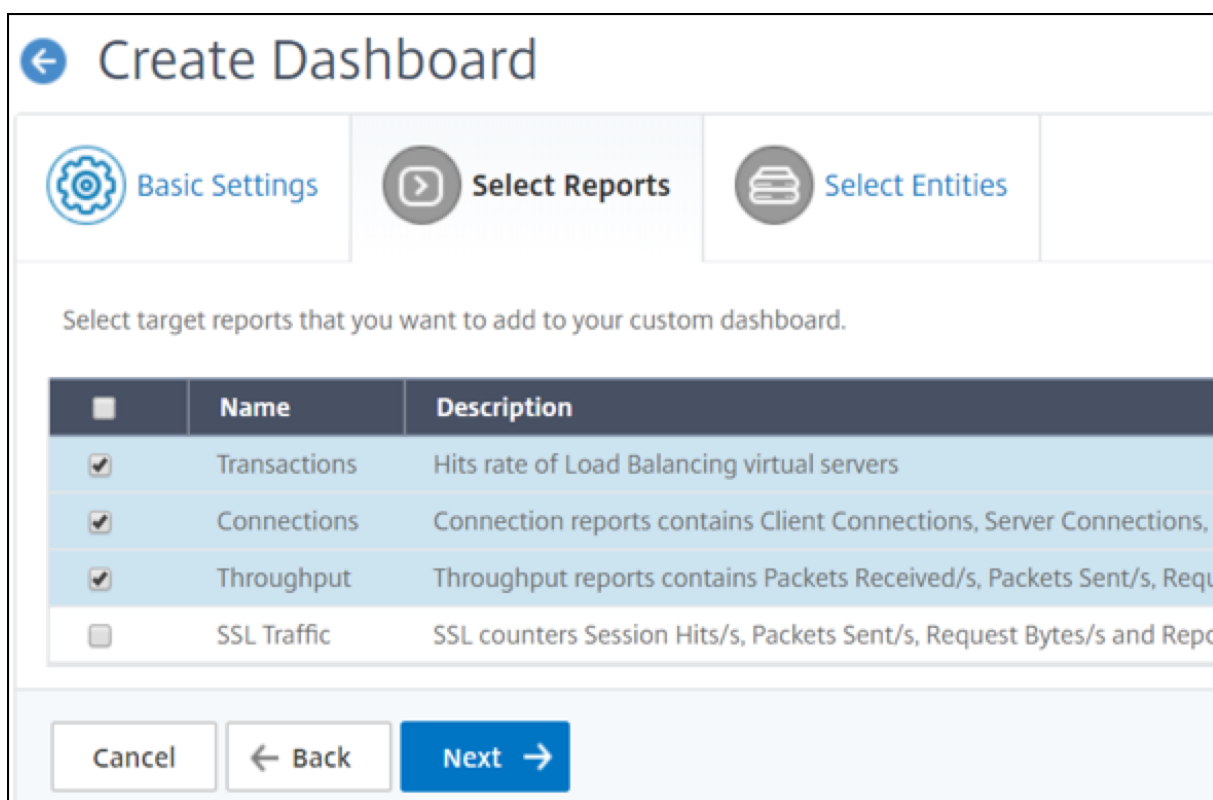 Create Dashboard
Basic Settings
Select Reports
Select Entities
Select target reports that you want to add to your custom dashboard.
Name Description
Transactions Hits rate of Load Balancing virtual servers
Connections Connection reports contains Client Connections, Server Connections,
Throughput Throughput reports contains Packets Received/s, Packets Sent/s,
SSL Traffic SSL counters Session Hits/s, Packets Sent/s, Request Bytes/s and
Cancel
Back
Next